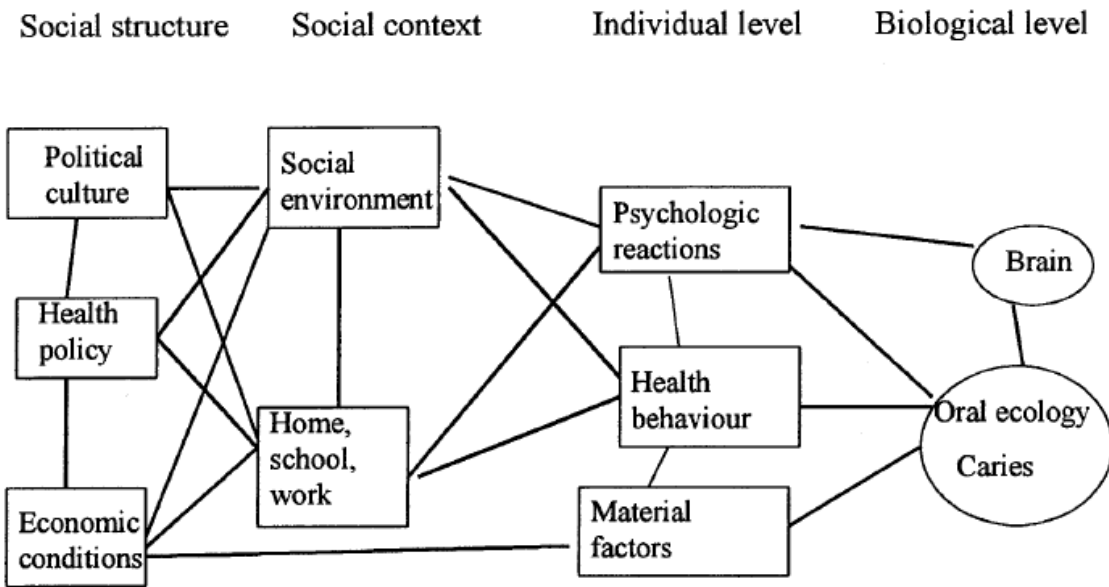 Social structure Social context Individual level Biological level
Political
culture
Social
environment
Psychologic
reactions
Brain
Health
policy
Health
behaviour
Oral ecology
Caries
Home,
school,
work
Economic
conditions
Material
factors